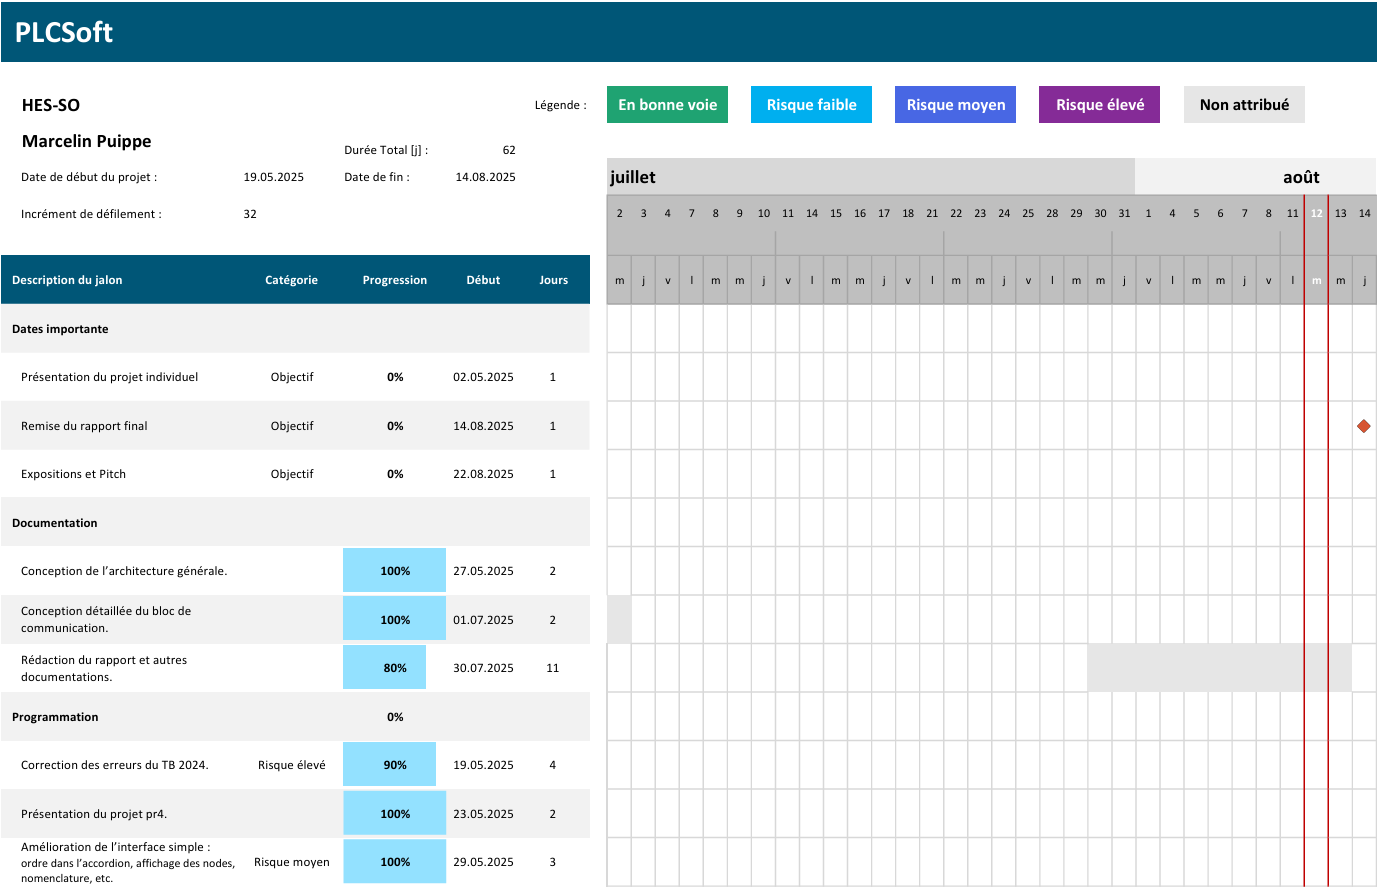 PLCSoft
HES-SO
Légende :
En bonne voie
Risque faible
Risque moyen
Risque élevé
Non attribué
Marcelin Puippe
Durée Total [j] : 62
Date de début du projet : 19.05.2025 Date de fin : 14.08.2025
Incrément de défilement : 32
juillet août
2 3 4 7 8 9 10 11 14 15 16 17 18 21 22 23 24 25 28 29 30 31 1 4 5 6 7 8 11 12 13 14
Description du jalon Catégorie Progression Début Jours
m j v l m m j v l m m j v l m m j v l m m j v l m m j v l m m j
Dates importante
Présentation du projet individuel Objectif 0% 02.05.2025 1
Remise du rapport final Objectif 0% 14.08.2025 1
Expositions et Pitch Objectif 0% 22.08.2025 1
Documentation
Conception de l’architecture générale. 100% 27.05.2025 2
Conception détaillée du bloc de
communication.
100% 01.07.2025 2
Rédaction du rapport et autres
documentations.
80% 30.07.2025 11
Programmation 0%
Correction des erreurs du TB 2024. Risque élevé 90% 19.05.2025 4
Présentation du projet pr4. 100% 23.05.2025 2
Amélioration de l’interface simple :
ordre dans l’accordion, affichage des nodes,
nomenclature, etc.
Risque moyen 100% 29.05.2025 3